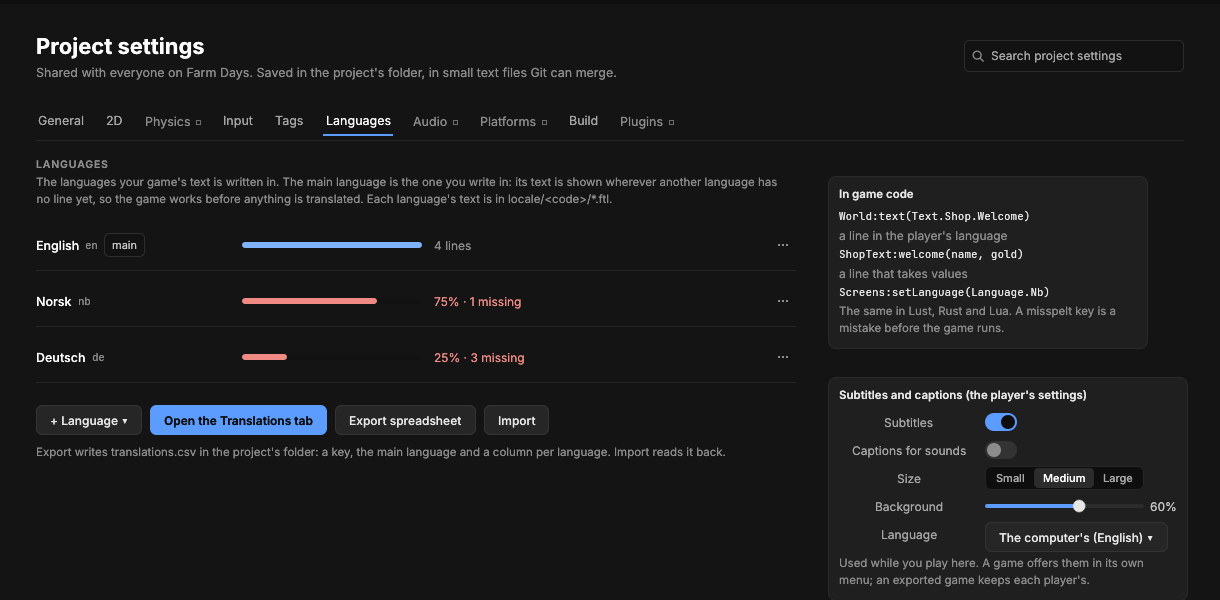 Project settings
Shared with everyone on Farm Days. Saved in the project's folder, in small text files Git can merge.
Search project settings
General 2D Physics Input Tags Languages Audio Platforms Build Plugins
LANGUAGES
The languages your game's text is written in. The main language is the one you write in: its text is shown wherever another language has
no line yet, so the game works before anything is translated. Each language's text is in locale/<code>/*.ftl.
English en main 4 lines ...
Norsk nb 75% · 1 missing ...
Deutsch de 25% · 3 missing ...
+ Language ▾ Open the Translations tab Export spreadsheet Import
Export writes translations.csv in the project's folder: a key, the main language and a column per language. Import reads it back.
In game code
World:text(Text.Shop.Welcome)
a line in the player's language
ShopText:welcome(name, gold)
a line that takes values
Screens:setLanguage(Language.Nb)
The same in Lust, Rust and Lua. A misspelt key is a
mistake before the game runs.
Subtitles and captions (the player's settings)
Subtitles
Captions for sounds
Size Small Medium Large
Background 60%
Language The computer's (English) ▾
Used while you play here. A game offers them in its own
menu; an exported game keeps each player's.